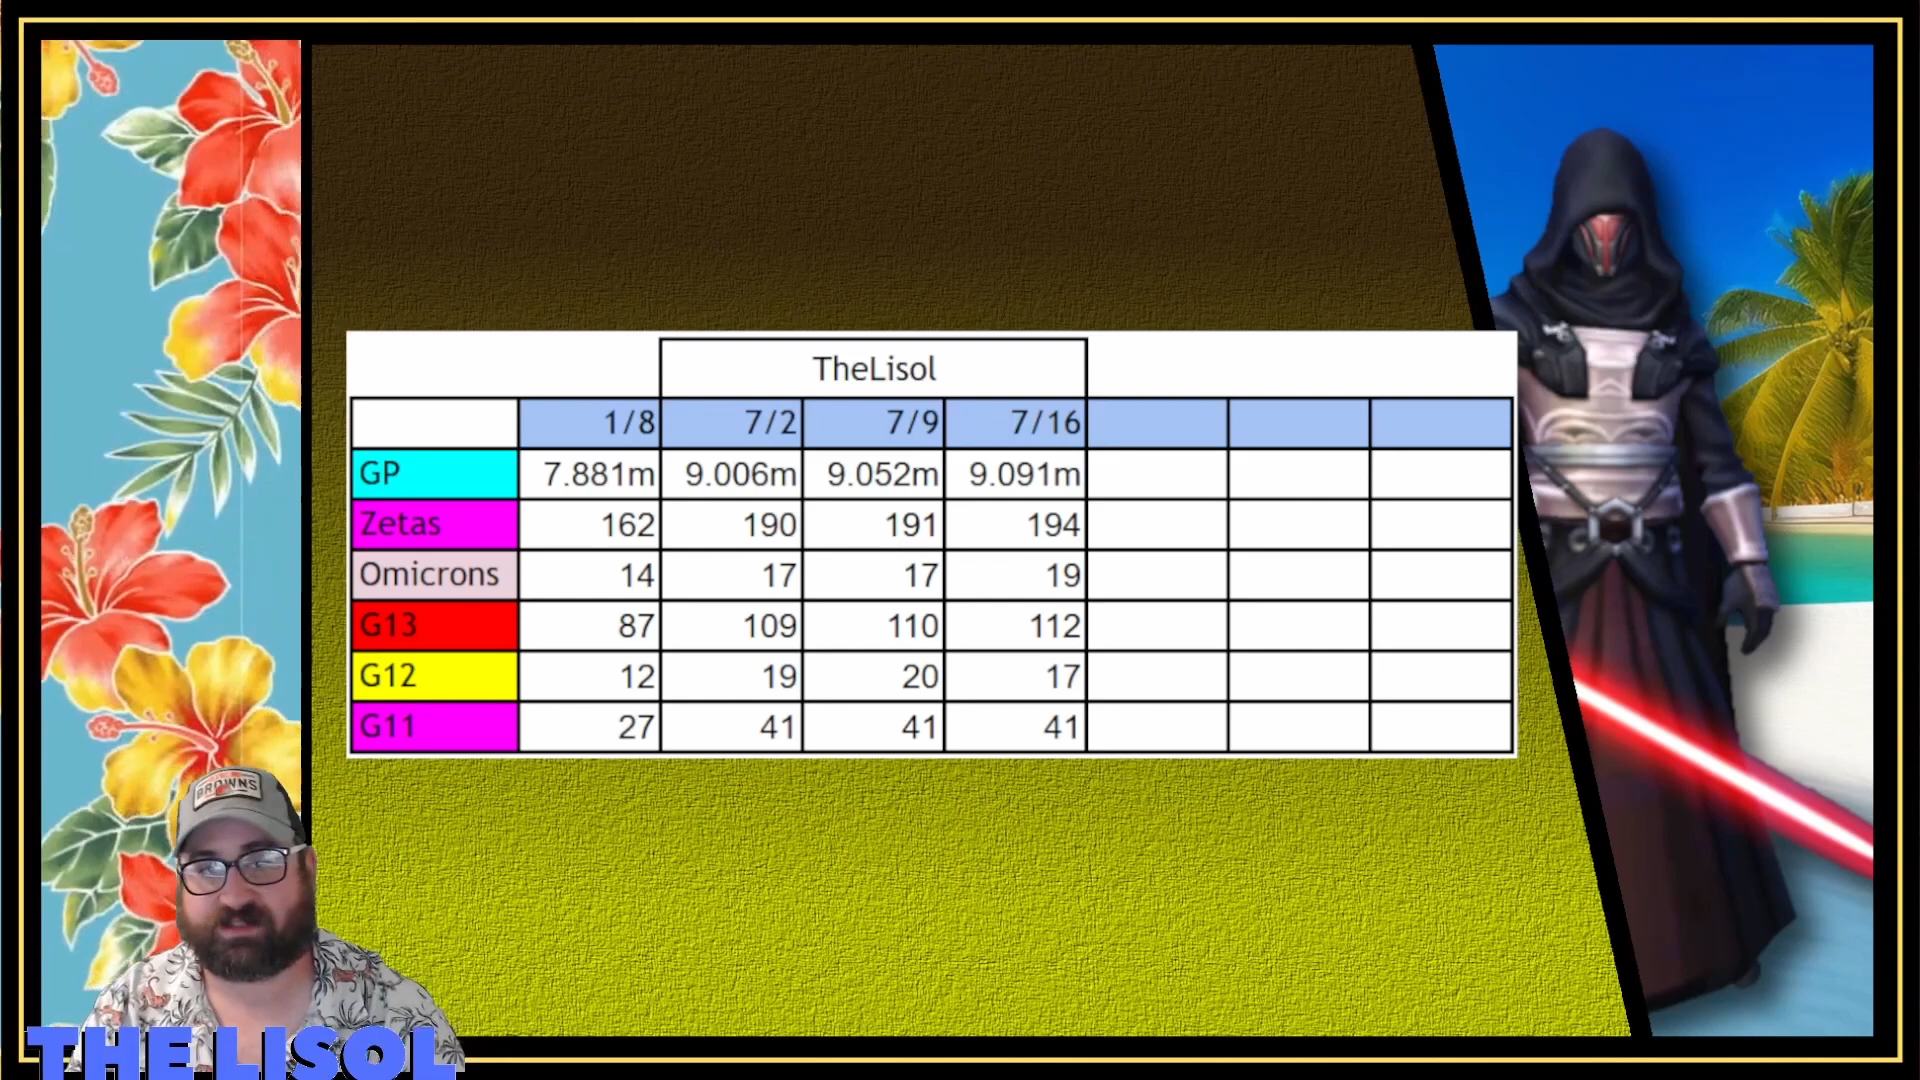 TheLisol
1/8 7/2 7/9 7/16
GP 7.881m 9.006m 9.052m 9.091m
Zetas 162 190 191 194
Omicrons 14 17 17 19
G13 87 109 110 112
G12 12 19 20 17
G11 27 41 41 41
BROWNS
THE LISOL